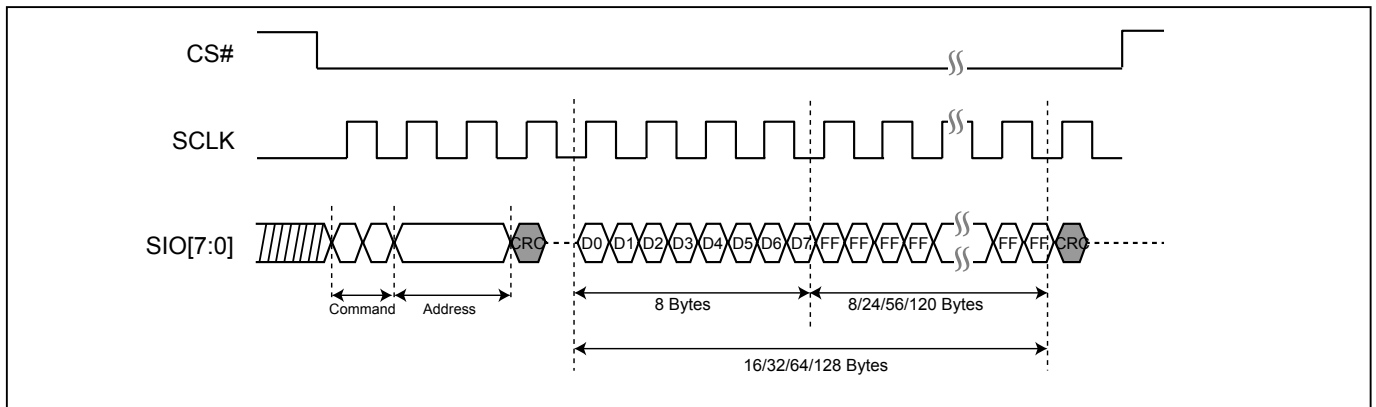 CS#
SCLK
SIO[7:0]
CRC D0 D1 D2 D3 D4 D5 D6 D7 FF FF FF FF FF FF CRC
Command Address 8 Bytes 8/24/56/120 Bytes
16/32/64/128 Bytes